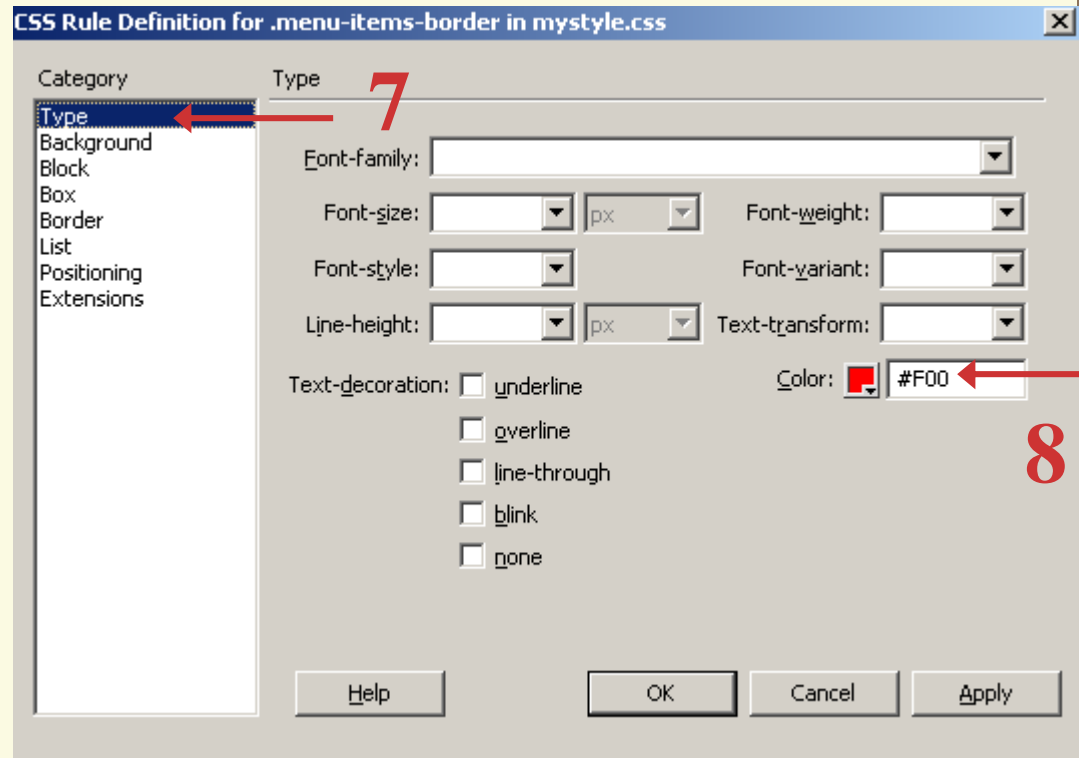 CSS Rule Definition for .menu-items-border in mystyle.css
Category
Type
7
Type
Background
Block
Box
Border
List
Positioning
Extensions
Font-family:
Font-size: px Font-weight:
Font-style: Font-variant:
Line-height: px Text-transform:
Text-decoration: underline Color: #F00
overline
8
line-through
blink
none
Help OK Cancel Apply